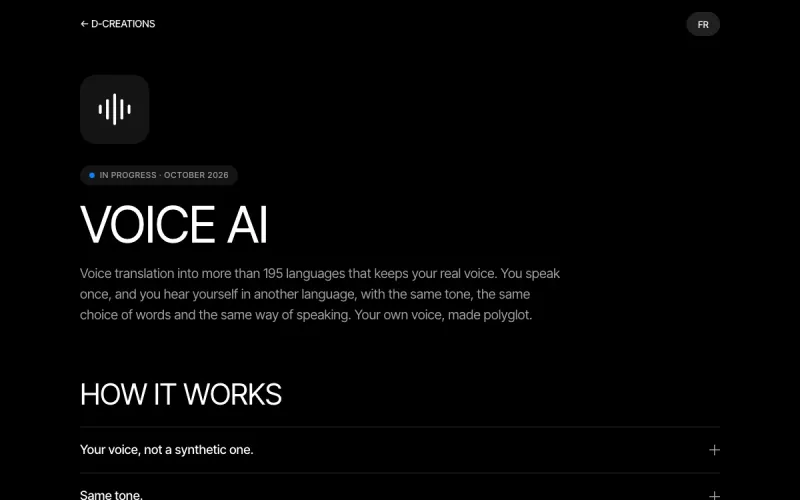 ← D-CREATIONS
FR
IN PROGRESS · OCTOBER 2026
VOICE AI
Voice translation into more than 195 languages that keeps your real voice. You speak
once, and you hear yourself in another language, with the same tone, the same
choice of words and the same way of speaking. Your own voice, made polyglot.
HOW IT WORKS
Your voice, not a synthetic one.
Same tone.